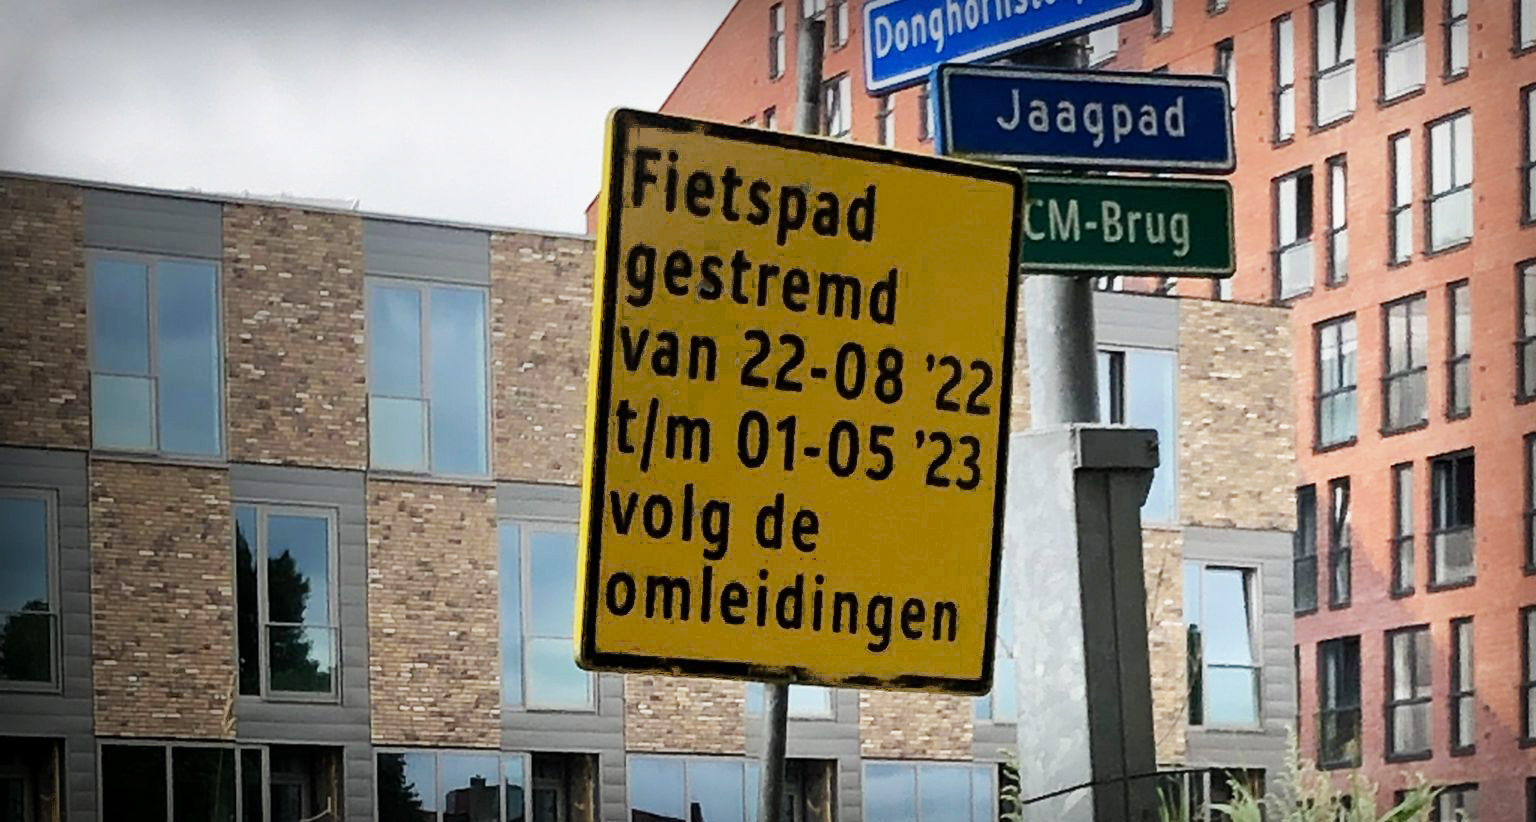 Jaagpad
CM-Brug
Fietspad
gestremd
van 22-08 '22
t/m 01-05 '23
volg de
omleidingen